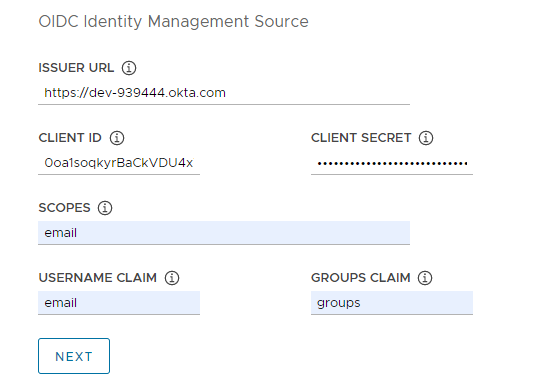 OIDC Identity Management Source
ISSUER URL
https://dev-939444.okta.com
CLIENT ID CLIENT SECRET
0oa1soqkyrBaCkVDU4x ••••••••••••••••••••••••••••
SCOPES
email
USERNAME CLAIM GROUPS CLAIM
email groups
NEXT